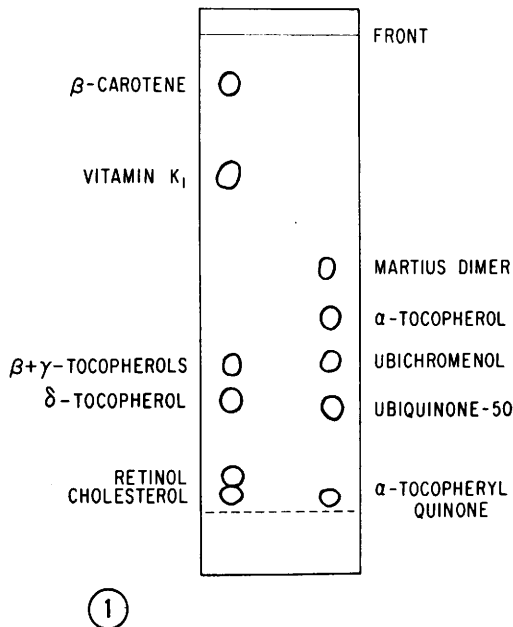 FRONT
β-CAROTENE
VITAMIN K₁
MARTIUS DIMER
α-TOCOPHEROL
β+γ-TOCOPHEROLS
UBICHROMENOL
δ-TOCOPHEROL
UBIQUINONE-50
RETINOL
CHOLESTEROL
α-TOCOPHERYL
QUINONE
1